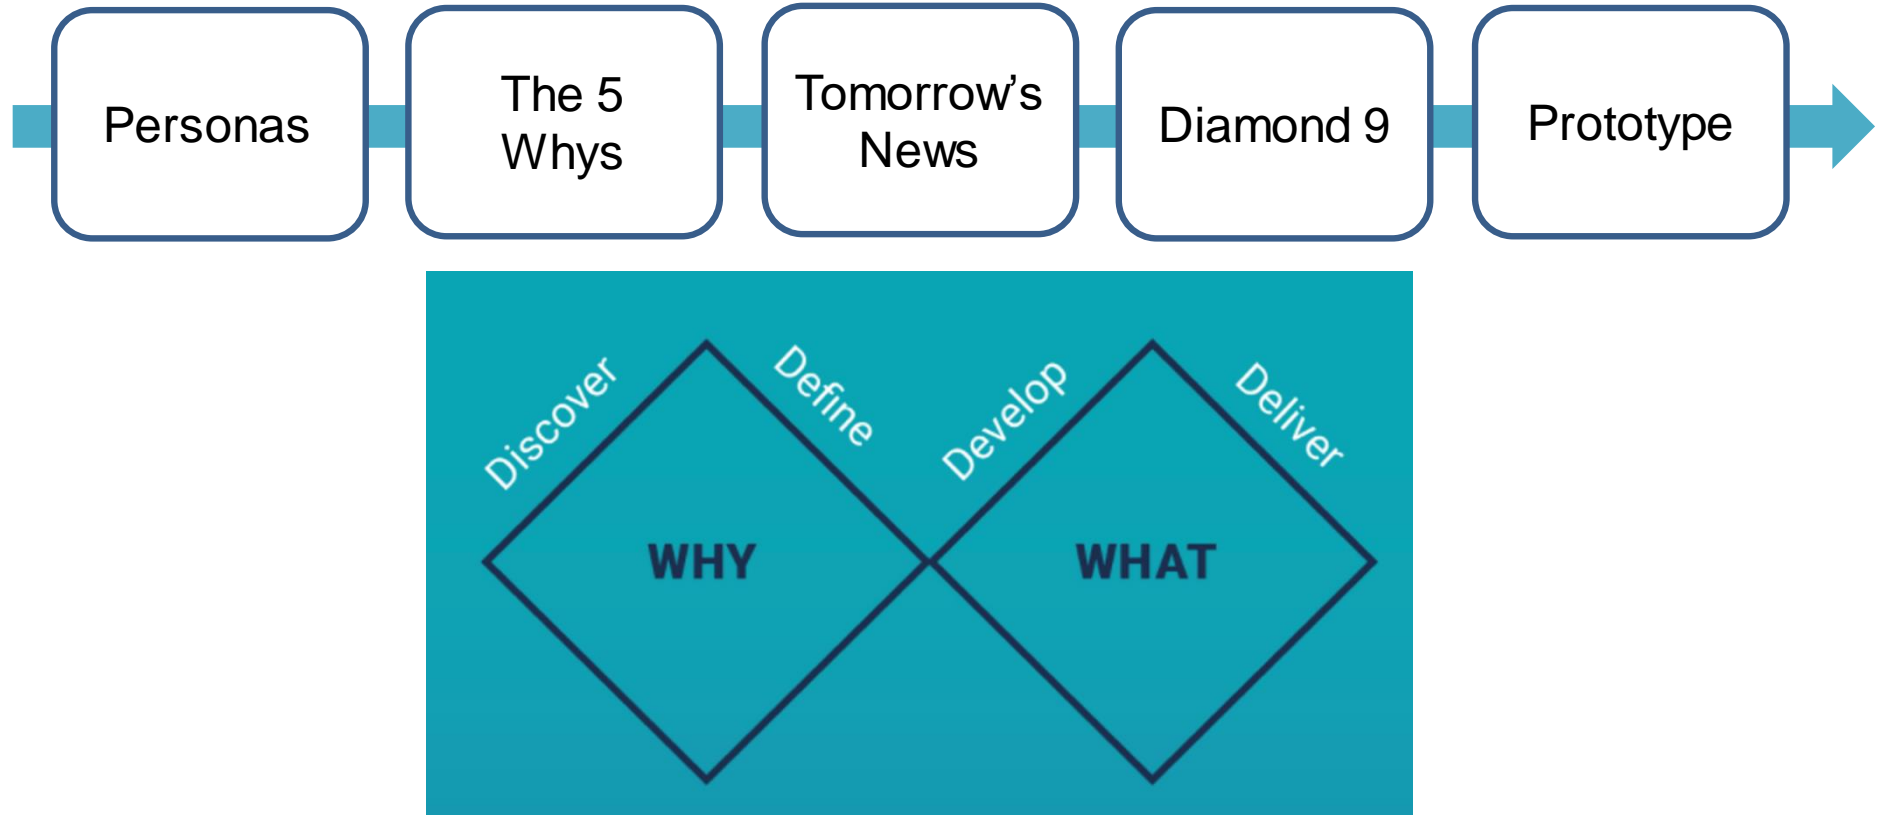 Personas
The 5
Whys
Tomorrow's
News
Diamond 9
Prototype
Discover
Define
Develop
Deliver
WHY
WHAT